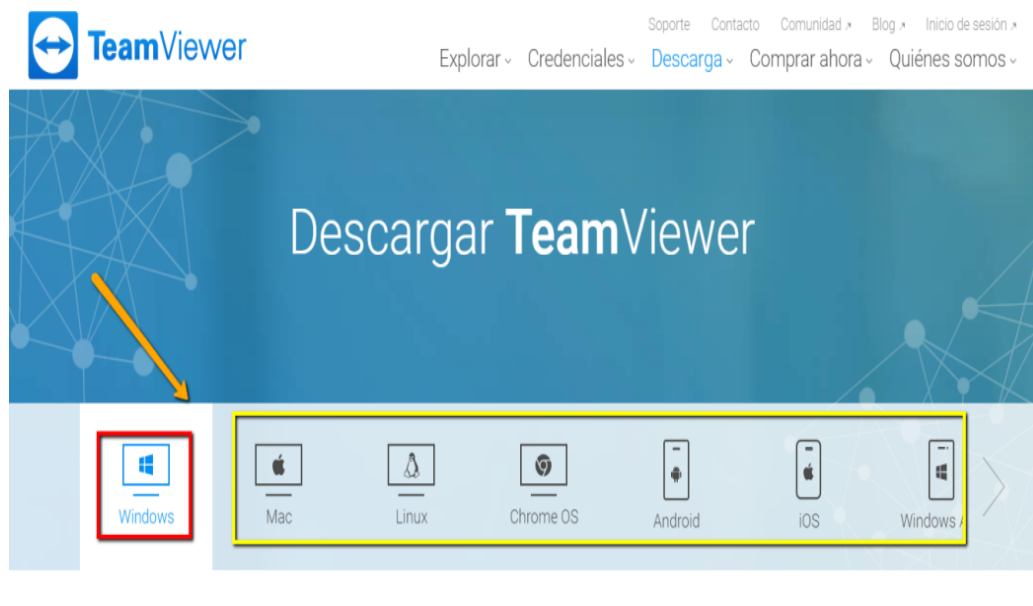 TeamViewer
Soporte Contacto Comunidad Blog Inicio de sesión
Explorar Credenciales Descarga Comprar ahora Quiénes somos
Descargar TeamViewer
Windows Mac Linux Chrome OS Android iOS Windows